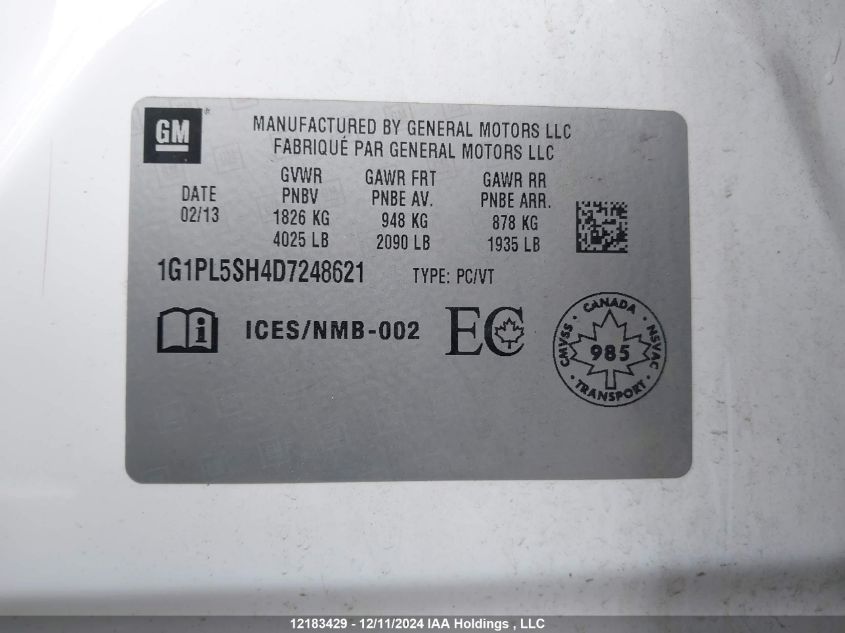 GM
MANUFACTURED BY GENERAL MOTORS LLC
FABRIQUÉ PAR GENERAL MOTORS LLC
DATE
02/13
GVWR
PNBV
1826 KG
4025 LB
GAWR FRT
PNBE AV.
948 KG
2090 LB
GAWR RR
PNBE ARR.
878 KG
1935 LB
1G1PL5SH4D7248621 TYPE: PC/VT
i ICES/NMB-002 EC
CANADA
CMVSS 985 NSVAC
TRANSPORT
12183429 - 12/11/2024 IAA Holdings , LLC